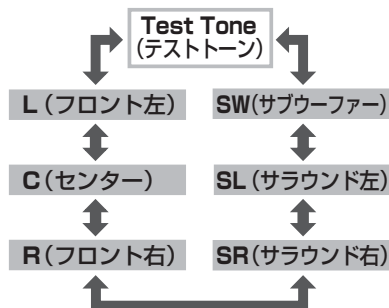 Test Tone
(テストトーン)
L(フロント左)
SW(サブウーファー)
C(センター)
SL(サラウンド左)
R(フロント右)
SR(サラウンド右)